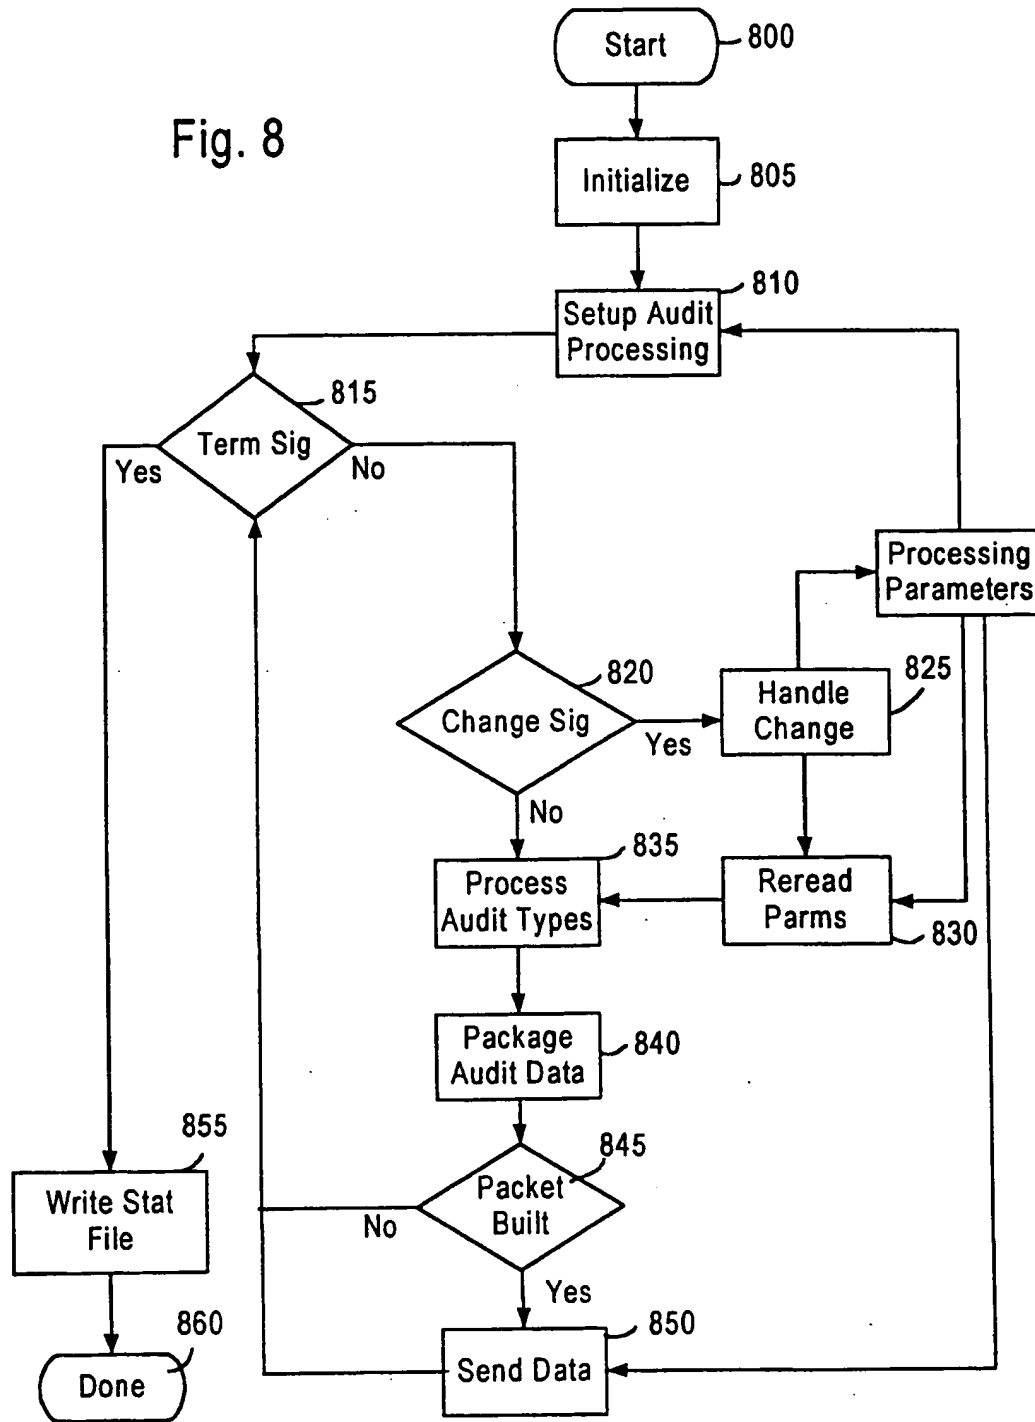 Start
800
Fig. 8
Initialize
805
810
Setup Audit
Processing
815
Term Sig
Yes
No
Processing
Parameters
820
Change Sig
Yes
825
Handle
Change
No
835
Process
Audit Types
Reread
Parms
830
Package
Audit Data
840
845
Packet
Built
No
Yes
855
Write Stat
File
850
Send Data
860
Done